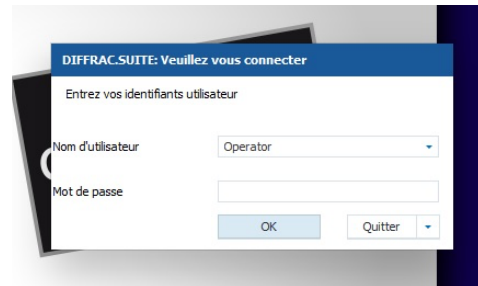 DIFFRAC.SUITE: Veuillez vous connecter
Entrez vos identifiants utilisateur
Nom d'utilisateur Operator
Mot de passe
OK Quitter